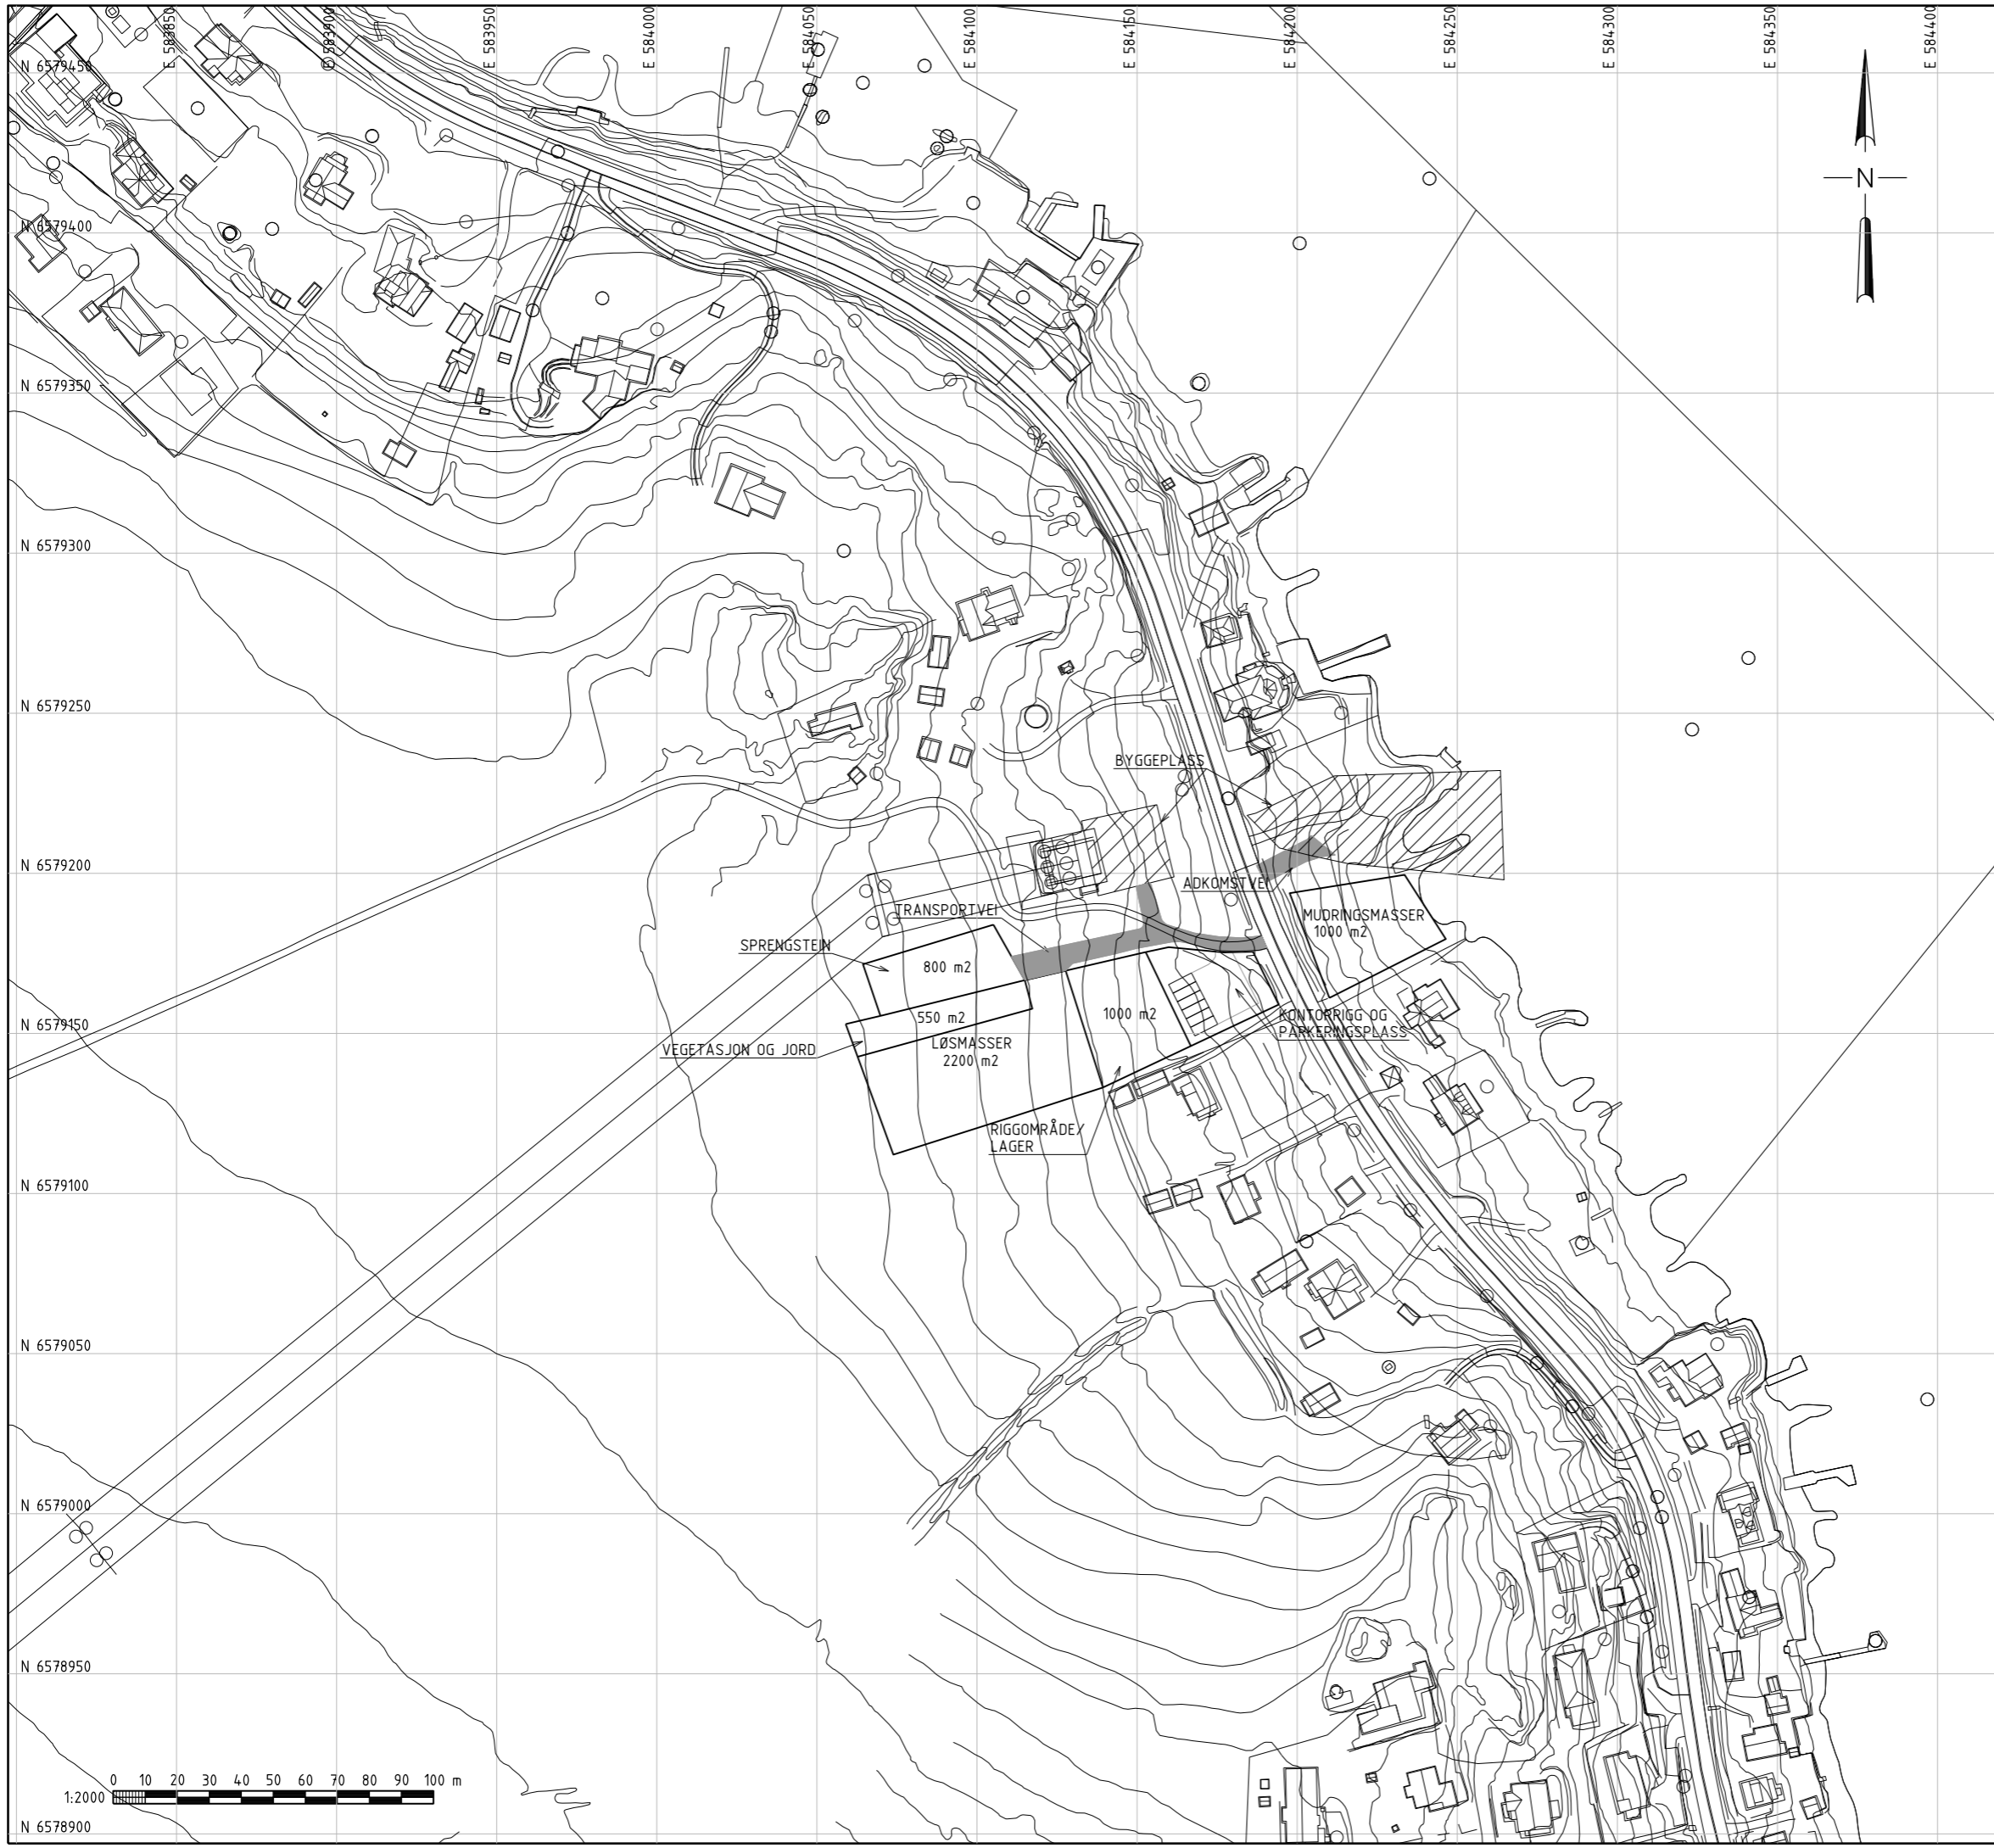 E 583850
E 583900
E 583950
E 584000
E 584050
E 584100
E 584150
E 584200
E 584250
E 584300
E 584350
E 584400
N 6579450
N
N 6579400
N 6579350
N 6579300
N 6579250
BYGGEPLASS
N 6579200
ADKOMSTVEI
TRANSPORTVEI
MUDRINGSMASSER
1000 m2
SPRENGSTEIN
800 m2
550 m2
1000 m2
KONTORRIGG OG
PARKERINGSPLASS
N 6579150
VEGETASJON OG JORD
LØSMASSER
2200 m2
RIGGOMRÅDE/
LAGER
N 6579100
N 6579050
N 6579000
N 6578950
0 10 20 30 40 50 60 70 80 90 100 m
1:2000
N 6578900